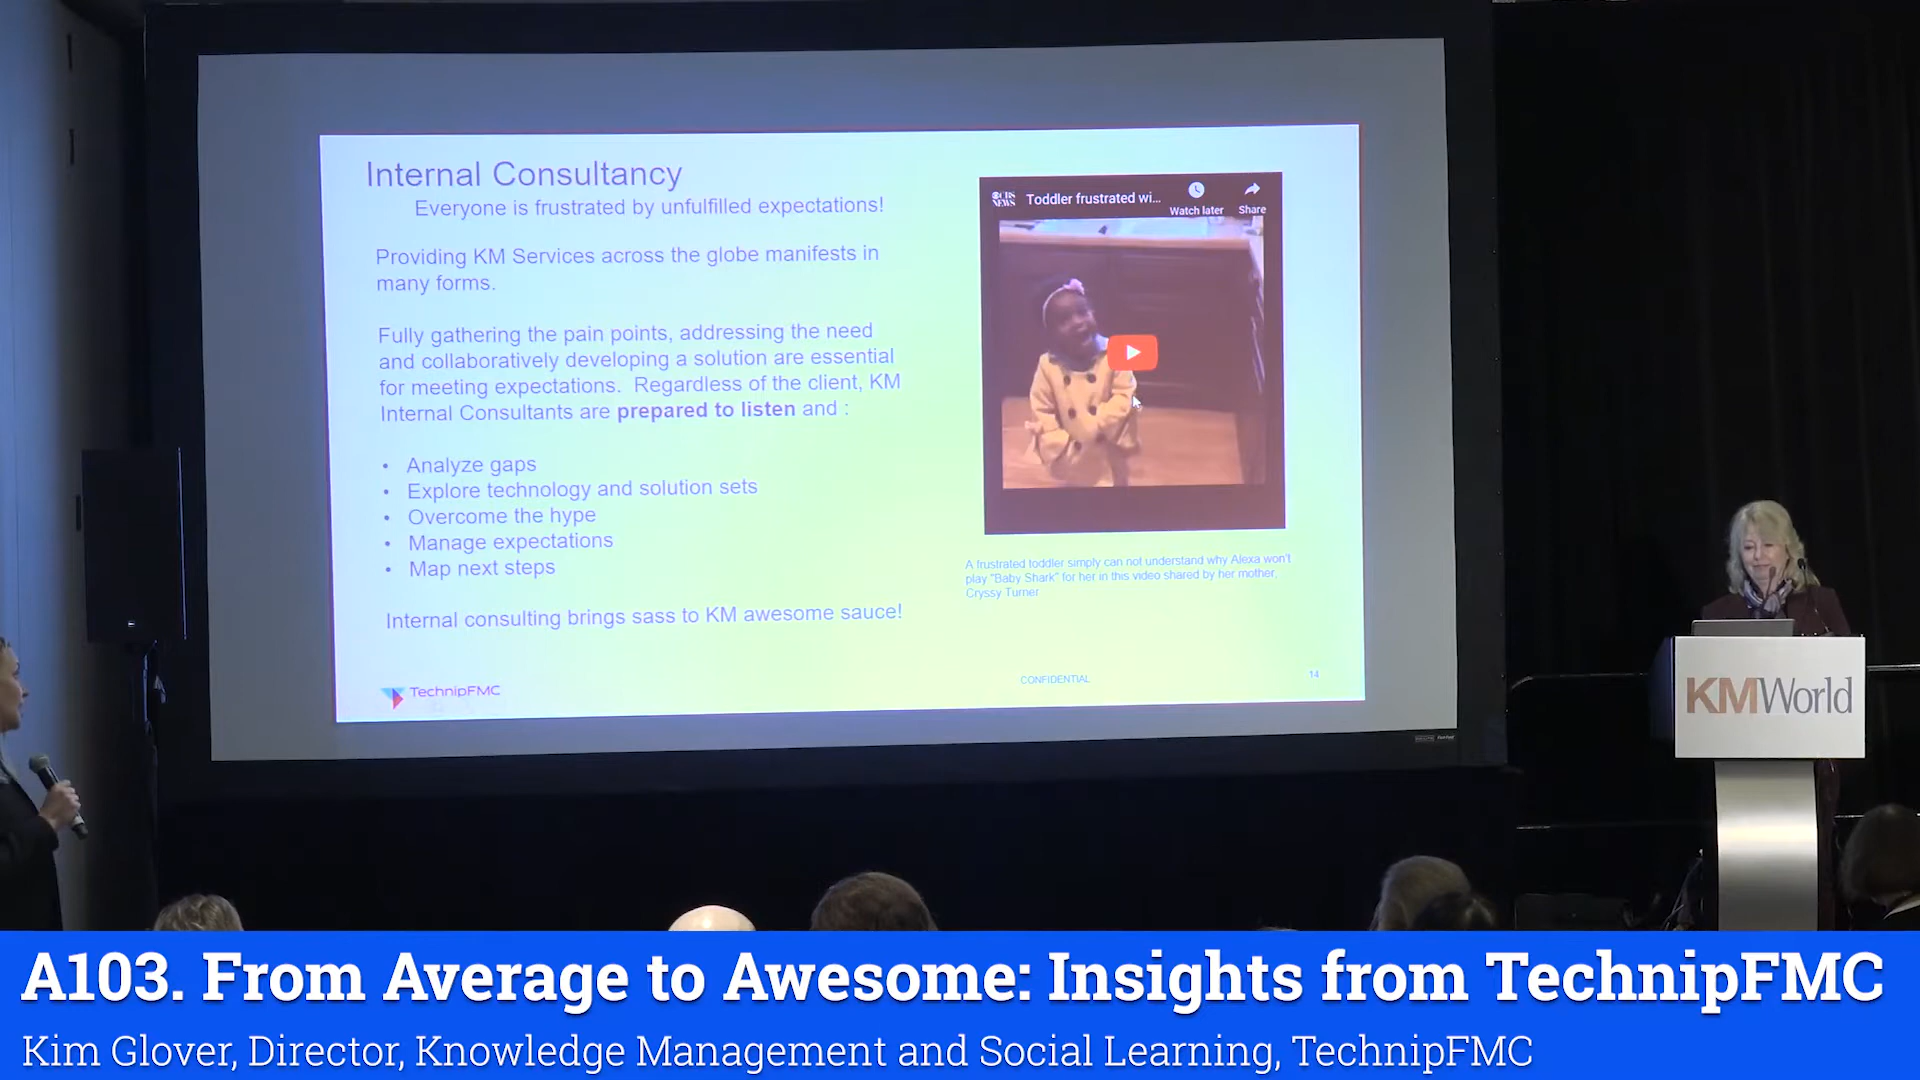 Internal Consultancy
Everyone is frustrated by unfulfilled expectations!
Providing KM Services across the globe manifests in
many forms.
Fully gathering the pain points, addressing the need
and collaboratively developing a solution are essential
for meeting expectations.  Regardless of the client, KM
Internal Consultants are prepared to listen and :
• Analyze gaps
• Explore technology and solution sets
• Overcome the hype
• Manage expectations
• Map next steps
Internal consulting brings sass to KM awesome sauce!
TechnipFMC
CBS
NEWS
Toddler frustrated wi...
Watch later
Share
A frustrated toddler simply can not understand why Alexa won't
play "Baby Shark" for her in this video shared by her mother,
Cryssy Turner
CONFIDENTIAL
14
KMWorld
A103. From Average to Awesome: Insights from TechnipFMC
Kim Glover, Director, Knowledge Management and Social Learning, TechnipFMC